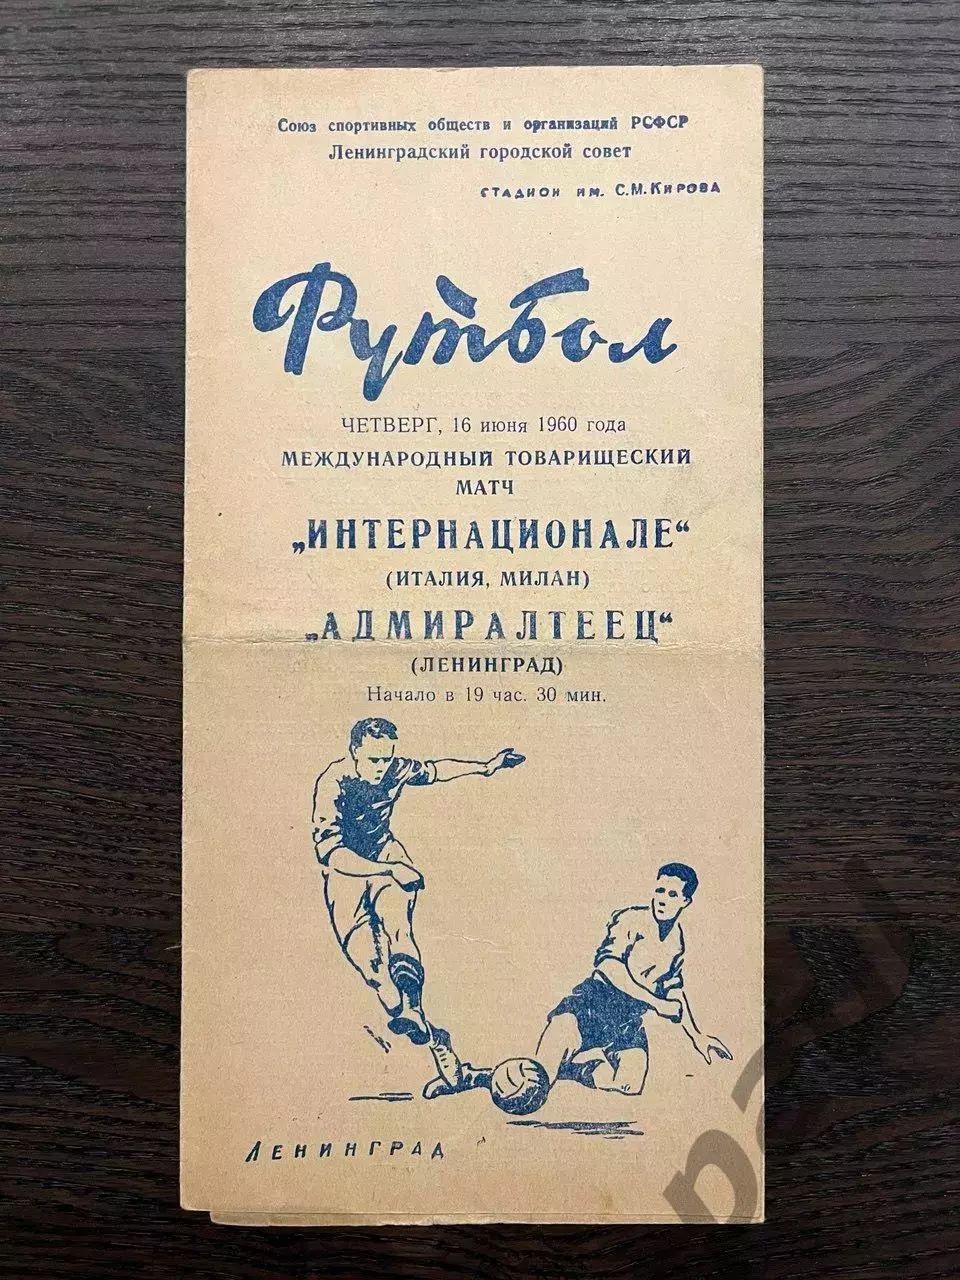 Союз спортивных обществ и организаций РСФСР
Ленинградский городской совет
СТАДИОН ИМ. С.М.КИРОВА
Футбол
ЧЕТВЕРГ, 16 июня 1960 года
МЕЖДУНАРОДНЫЙ ТОВАРИЩЕСКИЙ
МАТЧ
„ИНТЕРНАЦИОНАЛЕ“
(ИТАЛИЯ, МИЛАН)
„АДМИРАЛТЕЕЦ“
(ЛЕНИНГРАД)
Начало в 19 час. 30 мин.
ЛЕНИНГРАД